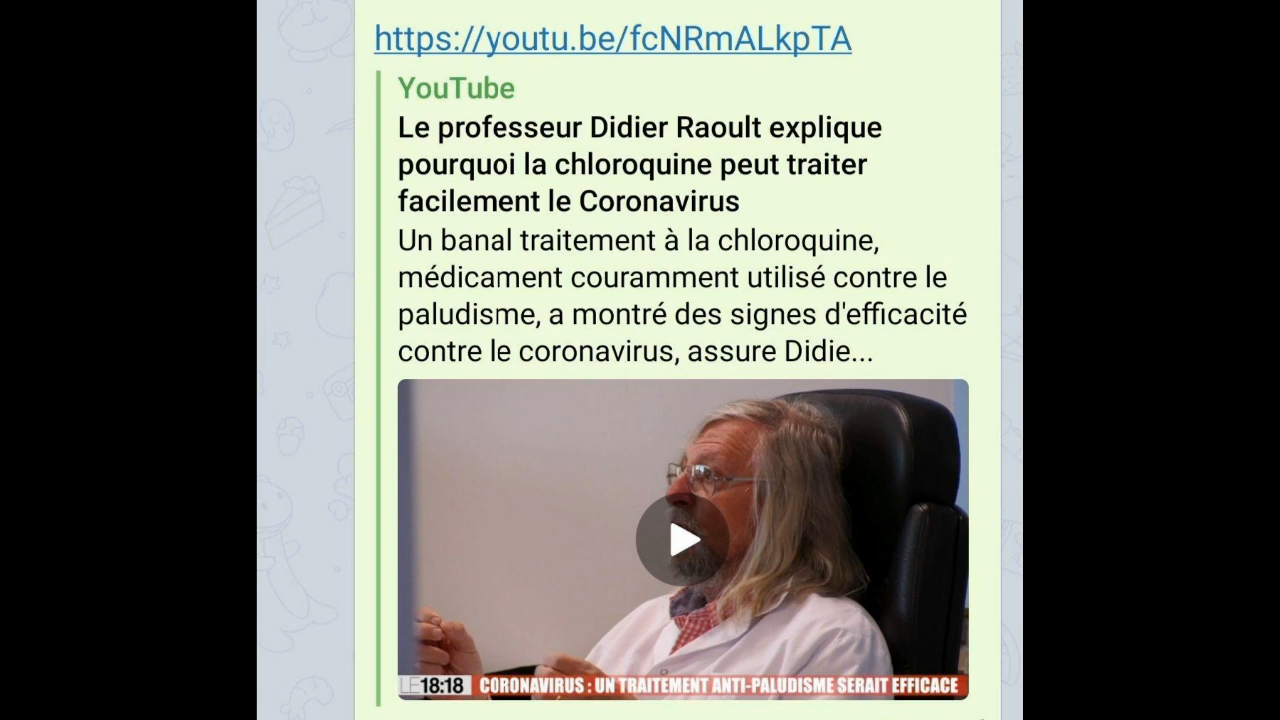 https://youtu.be/fcNRmALkpTA
YouTube
Le professeur Didier Raoult explique
pourquoi la chloroquine peut traiter
facilement le Coronavirus
Un banal traitement à la chloroquine,
médicament couramment utilisé contre le
paludisme, a montré des signes d'efficacité
contre le coronavirus, assure Didie...
LE 18:18 CORONAVIRUS : UN TRAITEMENT ANTI-PALUDISME SERAIT EFFICACE